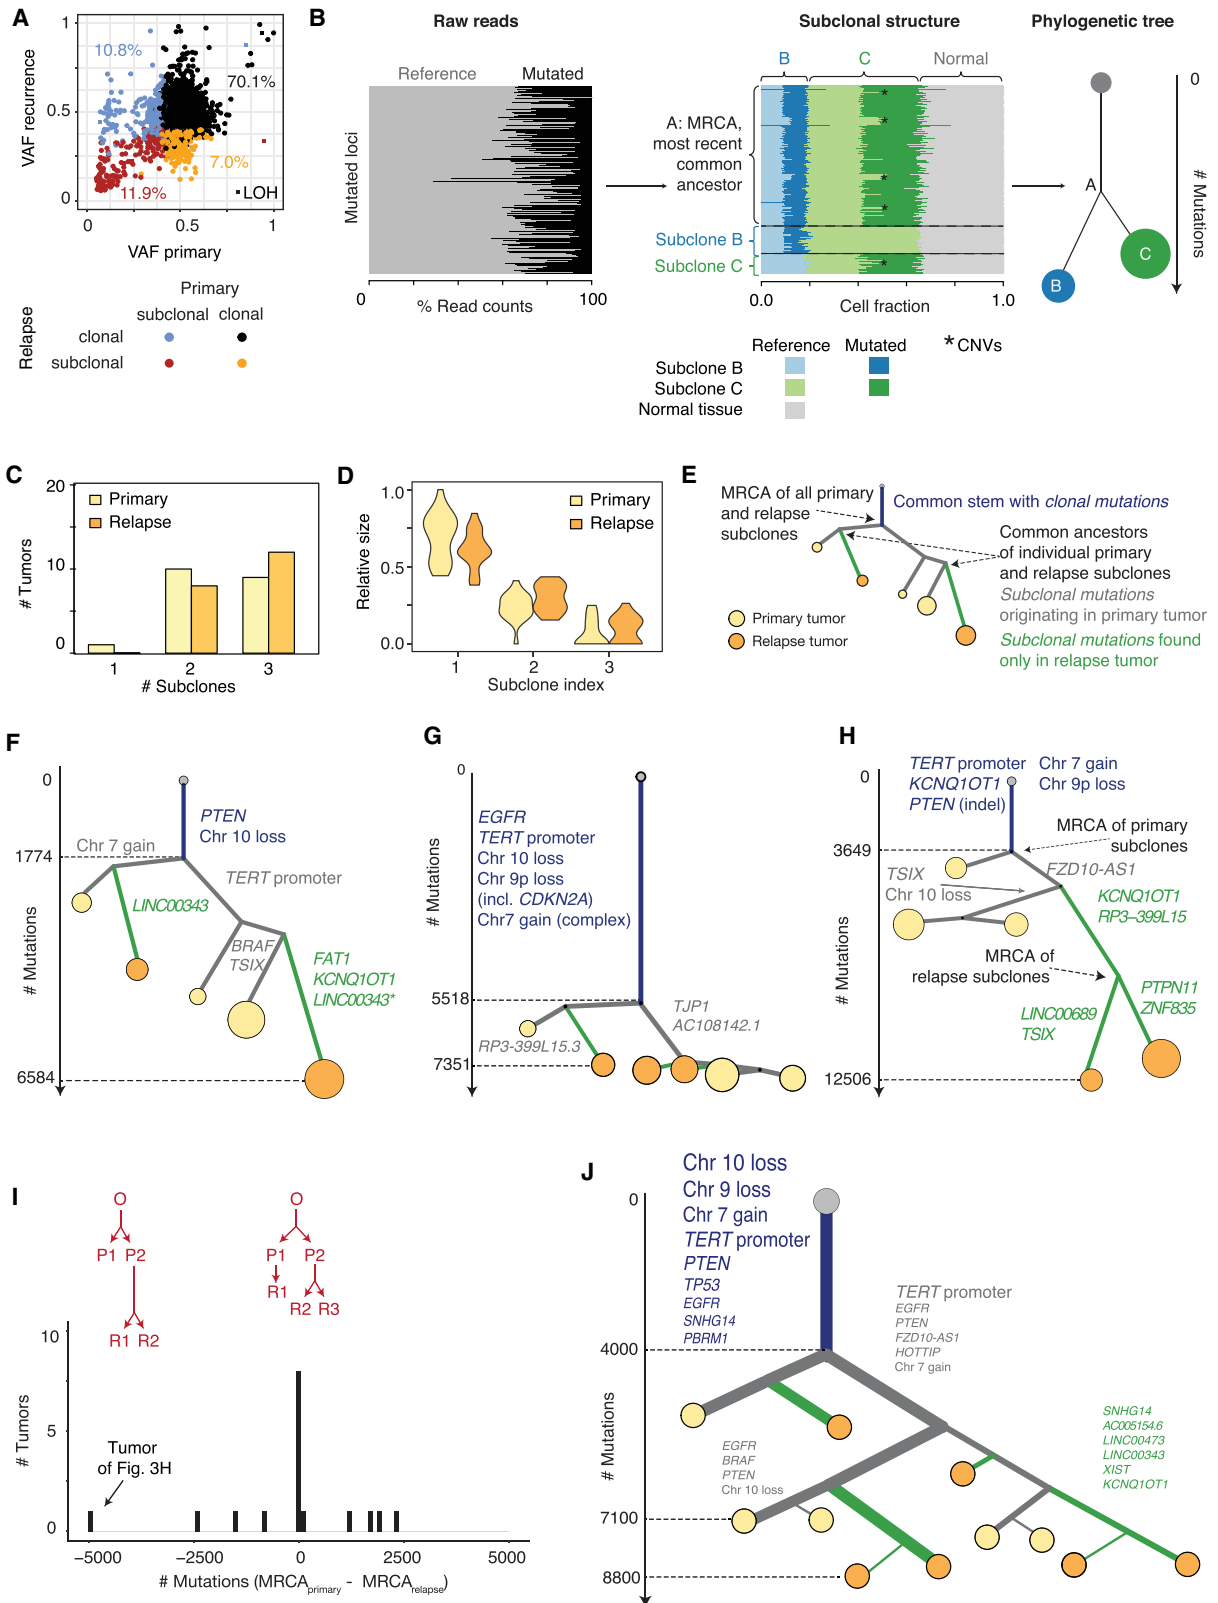 A
VAF recurrence
1
0.5
0
10.8%
70.1%
7.0%
11.9%
LOH
0
0.5
1
VAF primary
Primary
subclonal clonal
Relapse
clonal
subclonal
B
Raw reads
Subclonal structure
Phylogenetic tree
Reference
Mutated
Mutated loci
0
100
% Read counts
B
C
Normal
A: MRCA,
most recent
common
ancestor
Subclone B
Subclone C
*
*
*
*
*
0.0
1.0
Cell fraction
Reference Mutated *CNVs
Subclone B
Subclone C
Normal tissue
0
A
B
C
# Mutations
C
20
10
0
# Tumors
Primary
Relapse
1
2
3
# Subclones
D
1.0
0.5
0.0
Relative size
Primary
Relapse
1
2
3
Subclone index
E
MRCA of all primary
and relapse
subclones
Common stem with clonal mutations
Common ancestors
of individual primary
and relapse subclones
Subclonal mutations
originating in primary tumor
Subclonal mutations found
only in relapse tumor
Primary tumor
Relapse tumor
F
0
1774
6584
# Mutations
PTEN
Chr 10 loss
Chr 7 gain
TERT promoter
LINC00343
BRAF
TSIX
FAT1
KCNQ1OT1
LINC00343*
G
0
5518
7351
# Mutations
EGFR
TERT promoter
Chr 10 loss
Chr 9p loss
(incl. CDKN2A)
Chr7 gain (complex)
TJP1
AC108142.1
RP3-399L15.3
H
0
3649
12506
# Mutations
TERT promoter
KCNQ1OT1
PTEN (indel)
Chr 7 gain
Chr 9p loss
MRCA of primary
subclones
FZD10-AS1
TSIX
Chr 10 loss
KCNQ1OT1
RP3–399L15
MRCA of
relapse subclones
LINC00689
TSIX
PTPN11
ZNF835
I
O
P1 P2
R1 R2
O
P1 P2
R1
R2 R3
10
5
0
# Tumors
Tumor
of Fig. 3H
−5000
−2500
0
2500
5000
# Mutations (MRCAprimary - MRCArelapse)
J
0
4000
7100
8800
# Mutations
Chr 10 loss
Chr 9 loss
Chr 7 gain
TERT promoter
PTEN
TP53
EGFR
SNHG14
PBRM1
TERT promoter
EGFR
PTEN
FZD10-AS1
HOTTIP
Chr 7 gain
EGFR
BRAF
PTEN
Chr 10 loss
SNHG14
AC005154.6
LINC00473
LINC00343
XIST
KCNQ1OT1